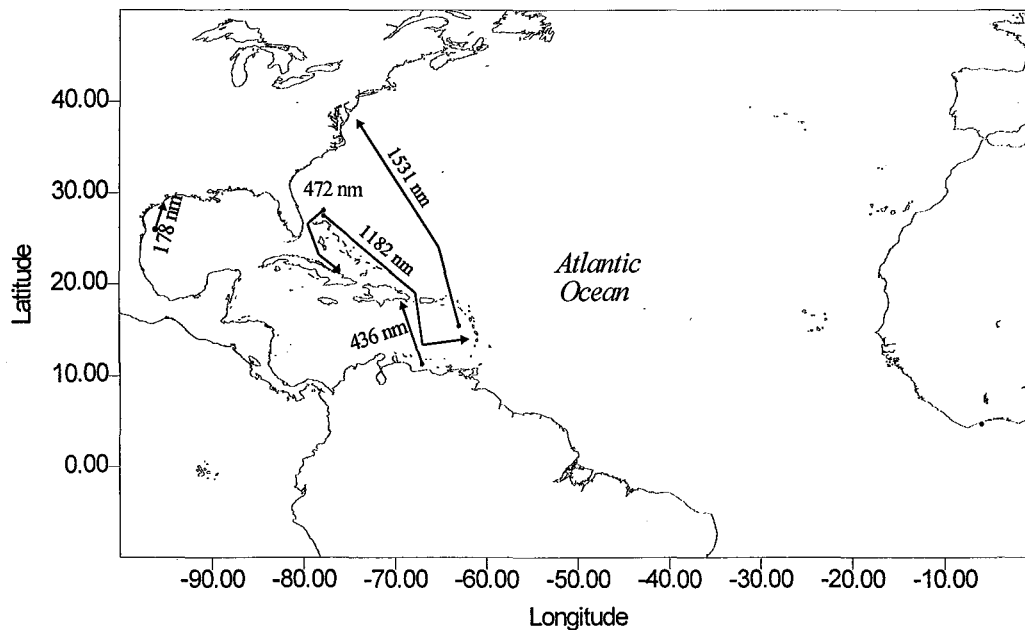 40.00
30.00
20.00
10.00
0.00
Latitude
178 nm
472 nm
1182 nm
1531 nm
436 nm
Atlantic
Ocean
-90.00 -80.00 -70.00 -60.00 -50.00 -40.00 -30.00 -20.00 -10.00
Longitude